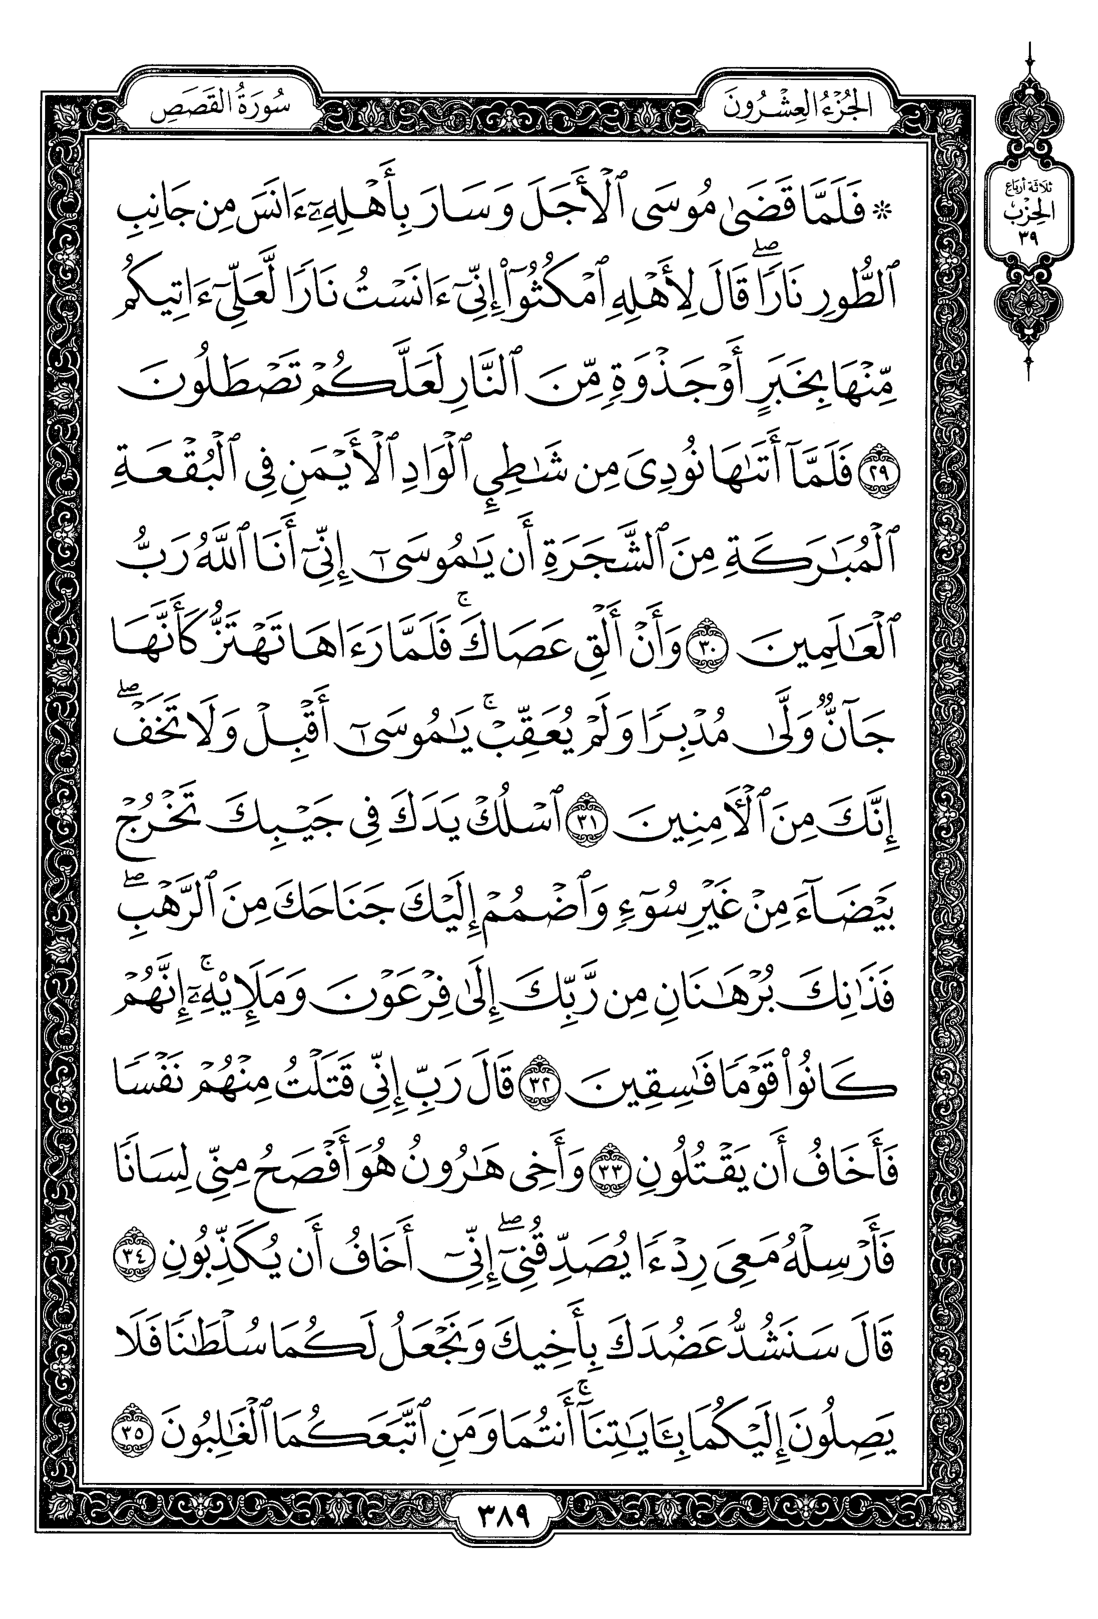 الجُزْءُ العِشْرُونَ
سُورَةُ القَصَصِ
ثلاثة أرباع
الحِزْبُ
٣٩
* فَلَمَّا قَضَىٰ مُوسَى ٱلْأَجَلَ وَسَارَ بِأَهْلِهِۦٓ ءَانَسَ مِن جَانِبِ
ٱلطُّورِ نَارًاۖ قَالَ لِأَهْلِهِ ٱمْكُثُوٓا۟ إِنِّىٓ ءَانَسْتُ نَارًا لَّعَلِّىٓ ءَاتِيكُم
مِّنْهَا بِخَبَرٍ أَوْ جَذْوَةٍ مِّنَ ٱلنَّارِ لَعَلَّكُمْ تَصْطَلُونَ
٢٩ فَلَمَّآ أَتَىٰهَا نُودِىَ مِن شَٰطِئِ ٱلْوَادِ ٱلْأَيْمَنِ فِى ٱلْبُقْعَةِ
ٱلْمُبَٰرَكَةِ مِنَ ٱلشَّجَرَةِ أَن يَٰمُوسَىٰٓ إِنِّىٓ أَنَا ٱللَّهُ رَبُّ
ٱلْعَٰلَمِينَ ٣٠ وَأَنْ أَلْقِ عَصَاكَۚ فَلَمَّا رَءَاهَا تَهْتَزُّ كَأَنَّهَا
جَآنٌّ وَلَّىٰ مُدْبِرًا وَلَمْ يُعَقِّبْۚ يَٰمُوسَىٰٓ أَقْبِلْ وَلَا تَخَفْۖ
إِنَّكَ مِنَ ٱلْءَامِنِينَ ٣١ ٱسْلُكْ يَدَكَ فِى جَيْبِكَ تَخْرُجْ
بَيْضَآءَ مِنْ غَيْرِ سُوٓءٍ وَٱضْمُمْ إِلَيْكَ جَنَاحَكَ مِنَ ٱلرَّهْبِۖ
فَذَٰنِكَ بُرْهَٰنَانِ مِن رَّبِّكَ إِلَىٰ فِرْعَوْنَ وَمَلَإِي۟هِۦٓۚ إِنَّهُمْ
كَانُوا۟ قَوْمًا فَٰسِقِينَ ٣٢ قَالَ رَبِّ إِنِّى قَتَلْتُ مِنْهُمْ نَفْسًا
فَأَخَافُ أَن يَقْتُلُونِ ٣٣ وَأَخِى هَٰرُونُ هُوَ أَفْصَحُ مِنِّى لِسَانًا
فَأَرْسِلْهُ مَعِىَ رِدْءًا يُصَدِّقُنِىٓۖ إِنِّىٓ أَخَافُ أَن يُكَذِّبُونِ ٣٤
قَالَ سَنَشُدُّ عَضُدَكَ بِأَخِيكَ وَنَجْعَلُ لَكُمَا سُلْطَٰنًا فَلَا
يَصِلُونَ إِلَيْكُمَا بِـَٔايَٰتِنَآۚ أَنتُمَا وَمَنِ ٱتَّبَعَكُمَا ٱلْغَٰلِبُونَ ٣٥
٣٨٩